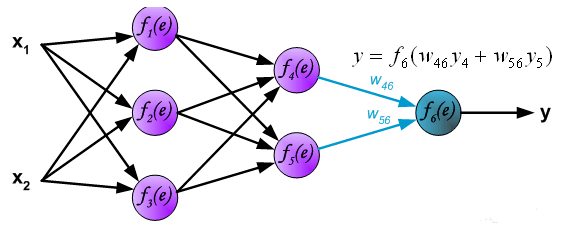 x₁
x₂
f₁(e)
f₂(e)
f₃(e)
f₄(e)
f₅(e)
y = f₆(w₄₆y₄ + w₅₆y₅)
w₄₆
w₅₆
f₆(e)
y